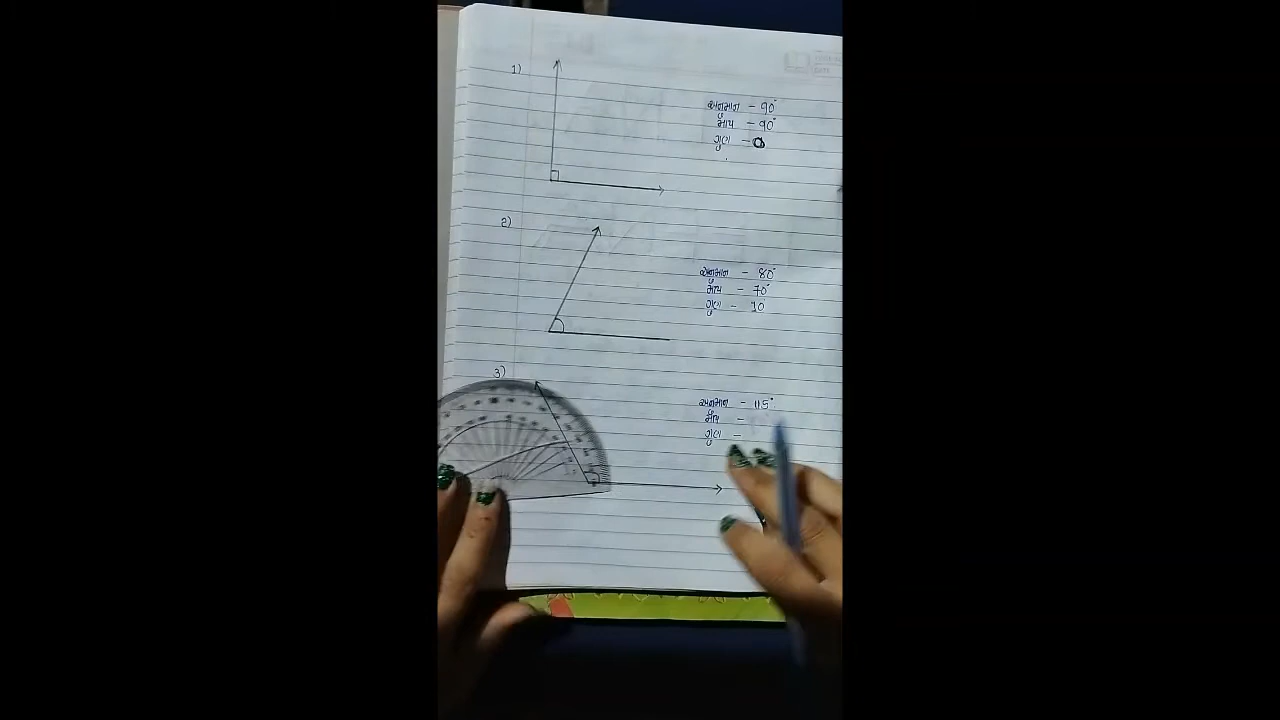 1)
અનુમાન - 90°
માપ - 90°
ગુણ - 0
2)
અનુમાન - 80°
માપ - 70°
ગુણ - 10
3)
અનુમાન - 115°
માપ -
ગુણ -